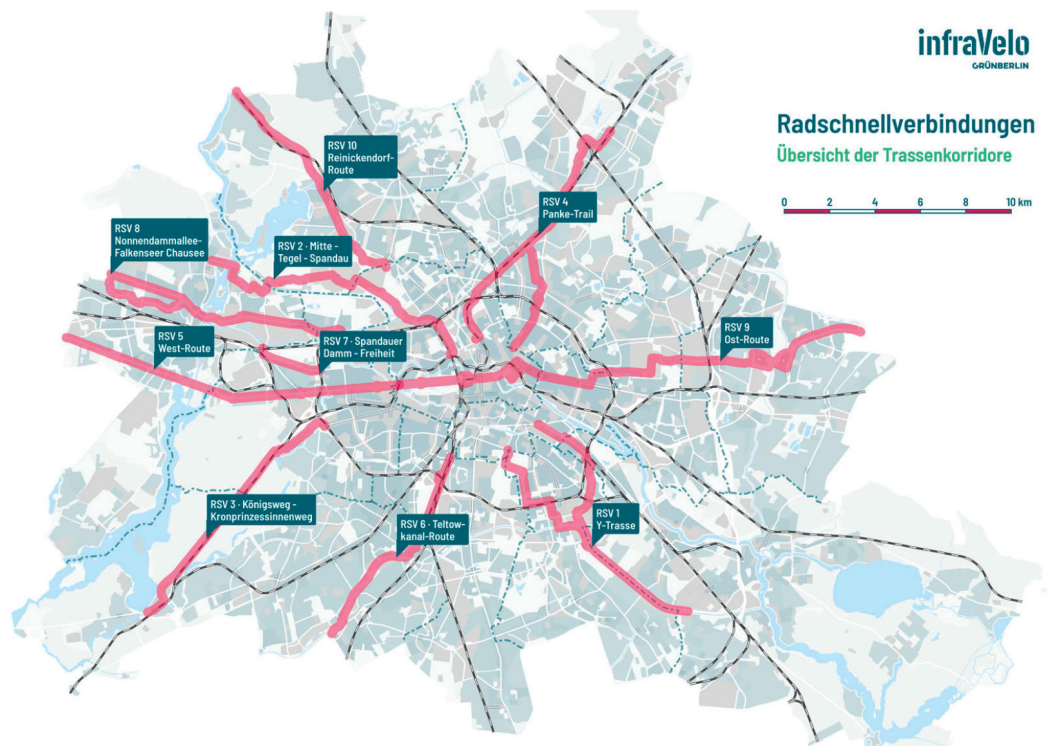 infraVelo
GRÜNBERLIN
Radschnellverbindungen
Übersicht der Trassenkorridore
0 2 4 6 8 10 km
RSV 10
Reinickendorf-
Route
RSV 4
Panke-Trail
RSV 8
Nonnendammallee-
Falkenseer Chausee
RSV 2 · Mitte -
Tegel - Spandau
RSV 5
West-Route
RSV 7 · Spandauer
Damm - Freiheit
RSV 9
Ost-Route
RSV 3 · Königsweg -
Kronprinzessinnenweg
RSV 6 · Teltow-
kanal-Route
RSV 1
Y-Trasse